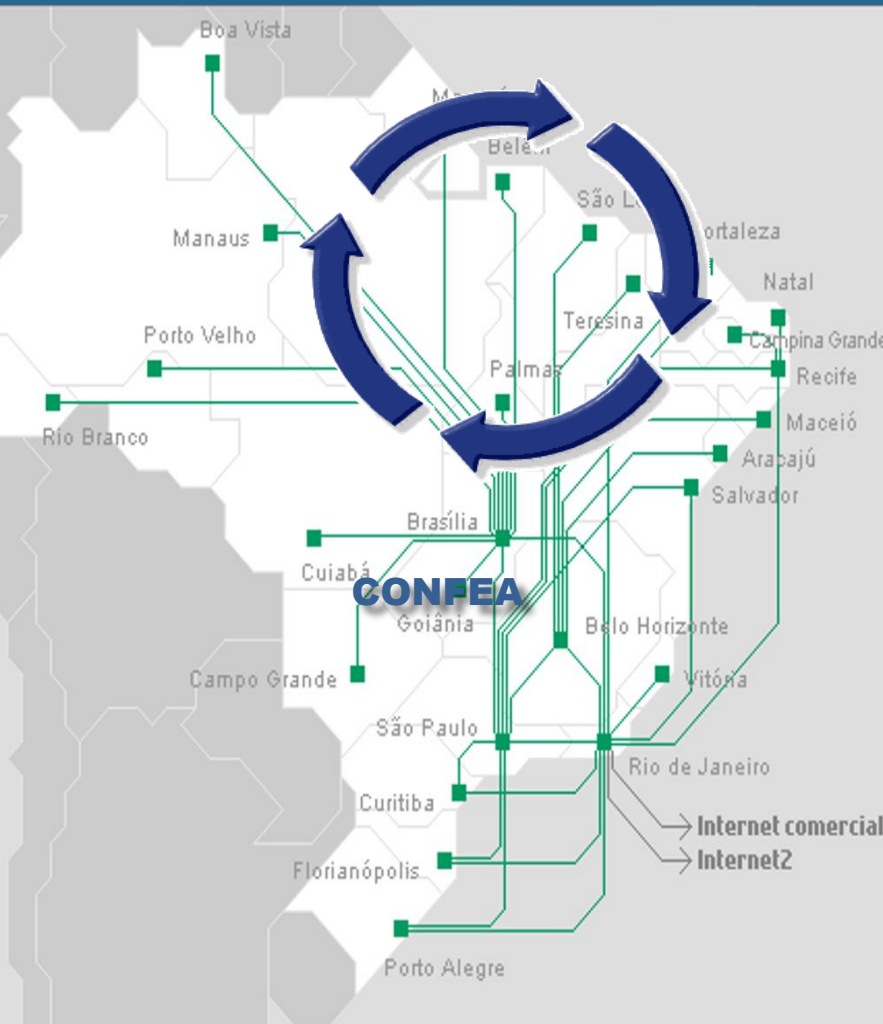 Boa Vista
Belém
São L
Manaus
ortaleza
Natal
Porto Velho
Teresina
Campina Grande
Palmas
Recife
Rio Branco
Maceió
Aracajú
Salvador
Brasília
Cuiabá
CONFEA
Goiânia
Belo Horizonte
Campo Grande
Vitória
São Paulo
Rio de Janeiro
Curitiba
Internet comercial
Internet2
Florianópolis
Porto Alegre